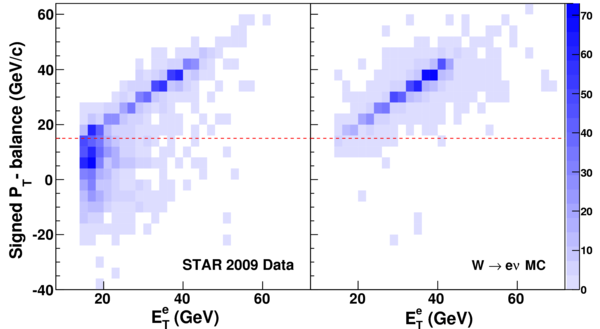 Signed P_T - balance (GeV/c)
60
40
20
0
-20
-40
STAR 2009 Data
W → eν MC
70
60
50
40
30
20
10
0
20 40 60
20 40 60
E_T^e (GeV)
E_T^e (GeV)